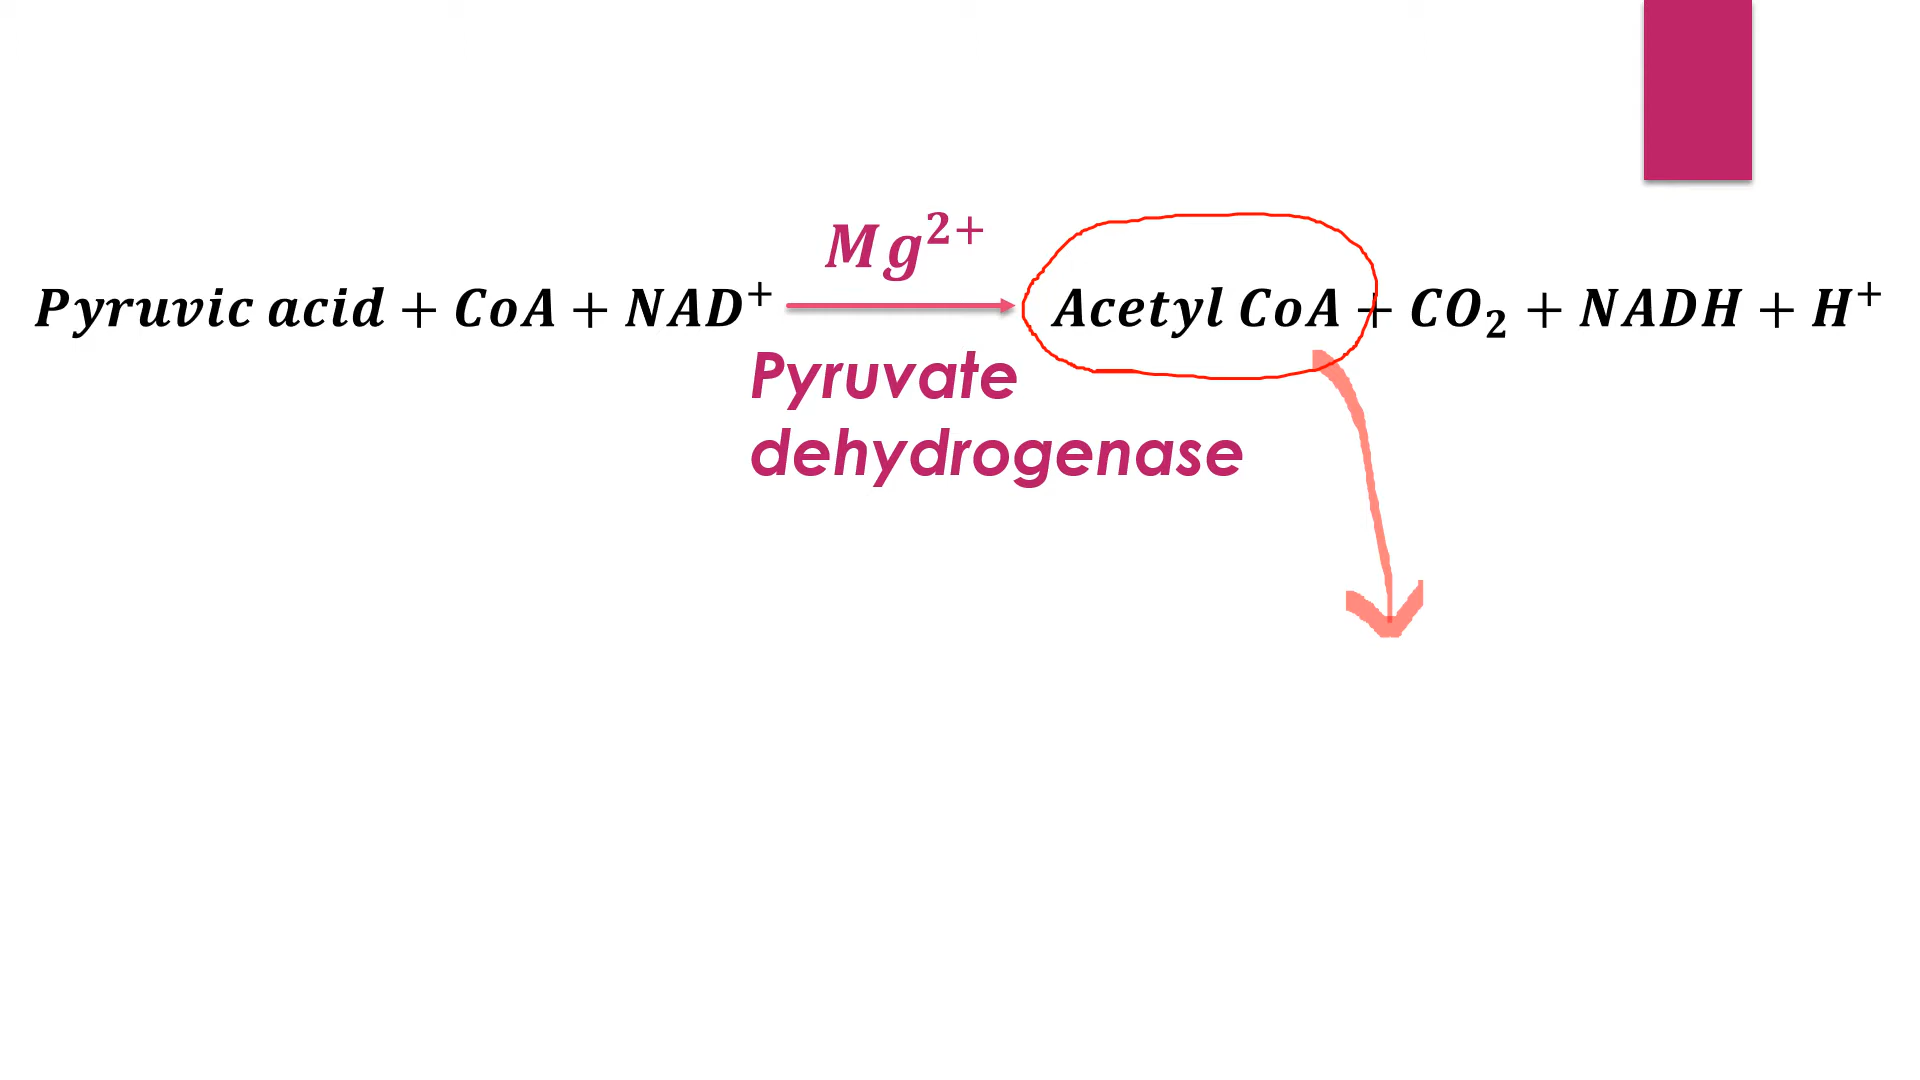 Mg²⁺
Pyruvic acid + CoA + NAD⁺ → Acetyl CoA + CO₂ + NADH + H⁺
Pyruvate
dehydrogenase